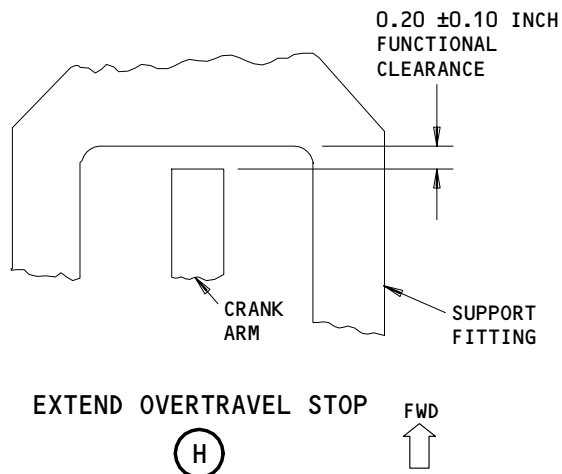 0.20 ±0.10 INCH
FUNCTIONAL
CLEARANCE
CRANK
ARM
SUPPORT
FITTING
EXTEND OVERTRAVEL STOP
FWD
H